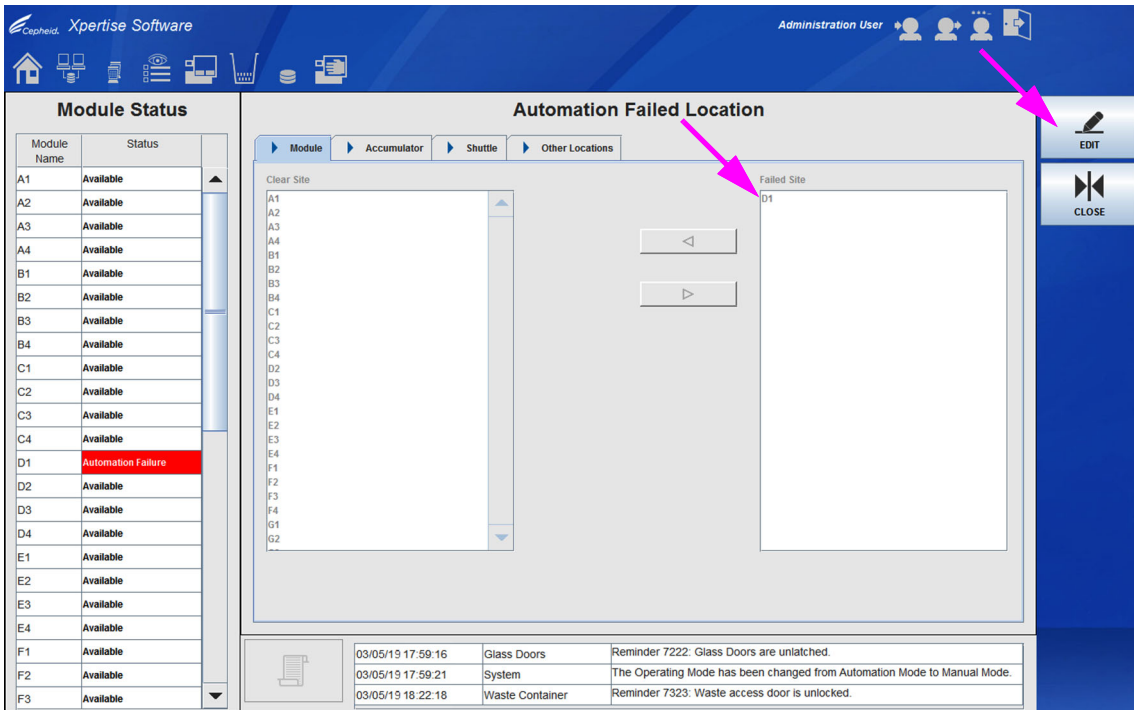 Cepheid. Xpertise Software
Administration User
Module Status
Module Name Status
A1 Available
A2 Available
A3 Available
A4 Available
B1 Available
B2 Available
B3 Available
B4 Available
C1 Available
C2 Available
C3 Available
C4 Available
D1 Automation Failure
D2 Available
D3 Available
D4 Available
E1 Available
E2 Available
E3 Available
E4 Available
F1 Available
F2 Available
F3 Available
Automation Failed Location
Module Accumulator Shuttle Other Locations
Clear Site
A1
A2
A3
A4
B1
B2
B3
B4
C1
C2
C3
C4
D2
D3
D4
E1
E2
E3
E4
F1
F2
F3
F4
G1
G2
Failed Site
D1
EDIT
CLOSE
03/05/19 17:59:16 Glass Doors Reminder 7222: Glass Doors are unlatched.
03/05/19 17:59:21 System The Operating Mode has been changed from Automation Mode to Manual Mode.
03/05/19 18:22:18 Waste Container Reminder 7323: Waste access door is unlocked.